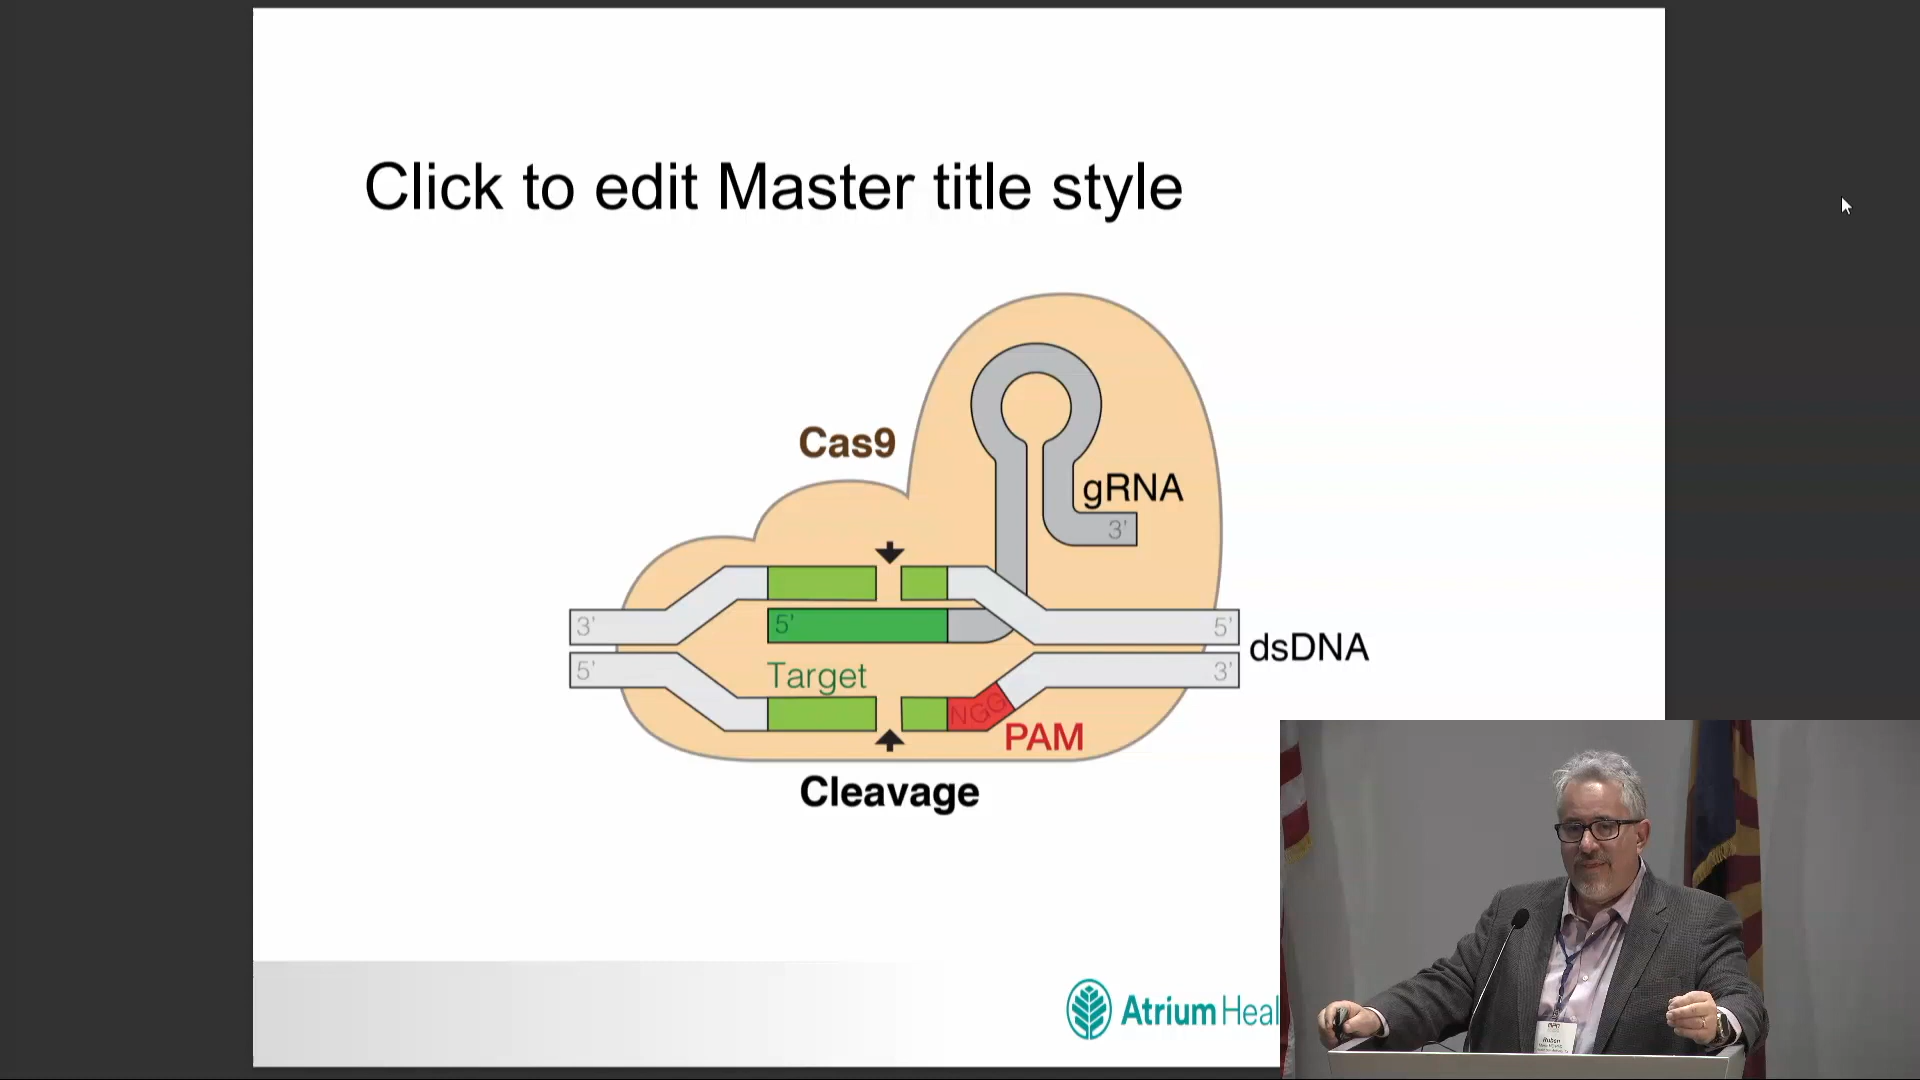 Click to edit Master title style
Cas9
gRNA
3'
5'
3'
5'
dsDNA
5'
3'
Target
NGG
PAM
Cleavage
Atrium Heal
Ruben